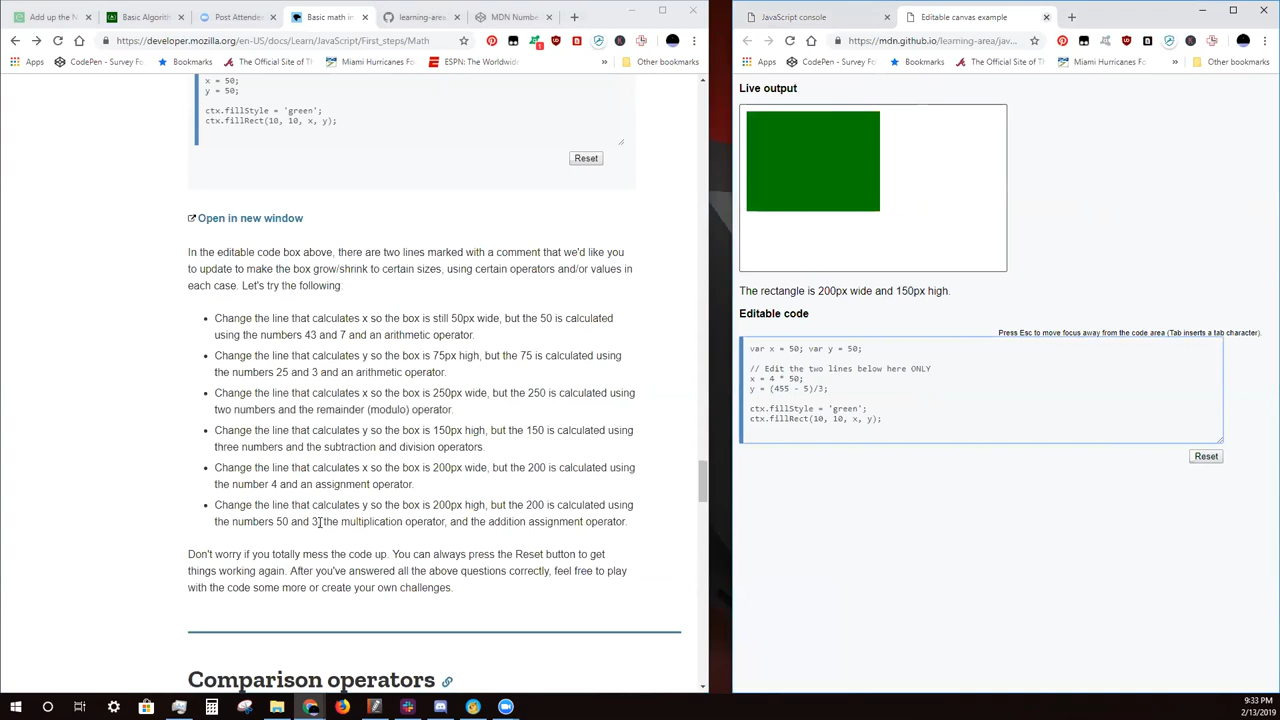 Add up the N
Basic Algorith
Post Attende
Basic math in
learning-area
MDN Numbe
https://developer.mozilla.org/en-US/docs/Learn/JavaScript/First_steps/Math
Apps
CodePen - Survey Fo
Bookmarks
The Official Site of Th
Miami Hurricanes F
ESPN: The Worldwid
»
Other bookmarks
x = 50;
y = 50;
ctx.fillStyle = 'green';
ctx.fillRect(10, 10, x, y);
Reset
Open in new window
In the editable code box above, there are two lines marked with a comment that we'd like you
to update to make the box grow/shrink to certain sizes, using certain operators and/or values in
each case. Let's try the following:
• Change the line that calculates x so the box is still 50px wide, but the 50 is calculated
using the numbers 43 and 7 and an arithmetic operator.
• Change the line that calculates y so the box is 75px high, but the 75 is calculated using
the numbers 25 and 3 and an arithmetic operator.
• Change the line that calculates x so the box is 250px wide, but the 250 is calculated using
two numbers and the remainder (modulo) operator.
• Change the line that calculates y so the box is 150px high, but the 150 is calculated using
three numbers and the subtraction and division operators.
• Change the line that calculates x so the box is 200px wide, but the 200 is calculated using
the number 4 and an assignment operator.
• Change the line that calculates y so the box is 200px high, but the 200 is calculated using
the numbers 50 and 3, the multiplication operator, and the addition assignment operator.
Don't worry if you totally mess the code up. You can always press the Reset button to get
things working again. After you've answered all the above questions correctly, feel free to play
with the code some more or create your own challenges.
Comparison operators
JavaScript console
Editable canvas example
https://mdn.github.io/learning-area/jav...
Apps
CodePen - Survey Fo
Bookmarks
The Official Site of Th
Miami Hurricanes F
»
Other bookmarks
Live output
The rectangle is 200px wide and 150px high.
Editable code
Press Esc to move focus away from the code area (Tab inserts a tab character).
var x = 50; var y = 50;
// Edit the two lines below here ONLY
x = 4 * 50;
y = (455 - 5)/3;
ctx.fillStyle = 'green';
ctx.fillRect(10, 10, x, y);
Reset
9:33 PM
2/13/2019